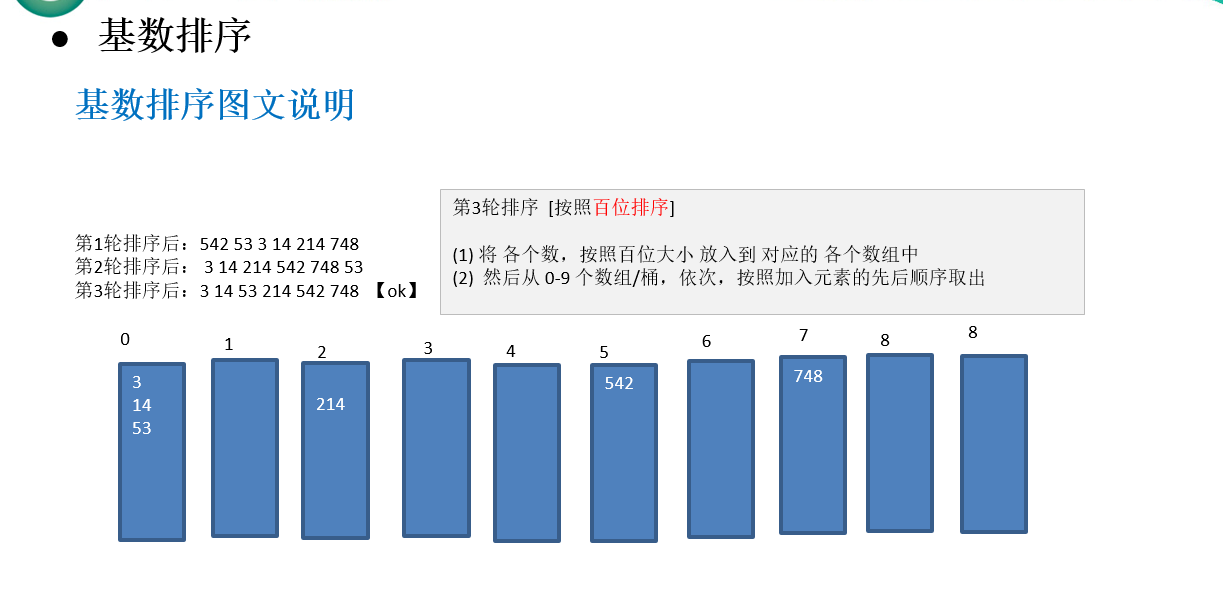 ● 基数排序
基数排序图文说明
第3轮排序 [按照百位排序]
(1) 将 各个数，按照百位大小 放入到 对应的 各个数组中
(2) 然后从 0-9 个数组/桶，依次，按照加入元素的先后顺序取出
第1轮排序后：542 53 3 14 214 748
第2轮排序后： 3 14 214 542 748 53
第3轮排序后：3 14 53 214 542 748 【ok】
0 1 2 3 4 5 6 7 8 8
3
14
53
214
542
748